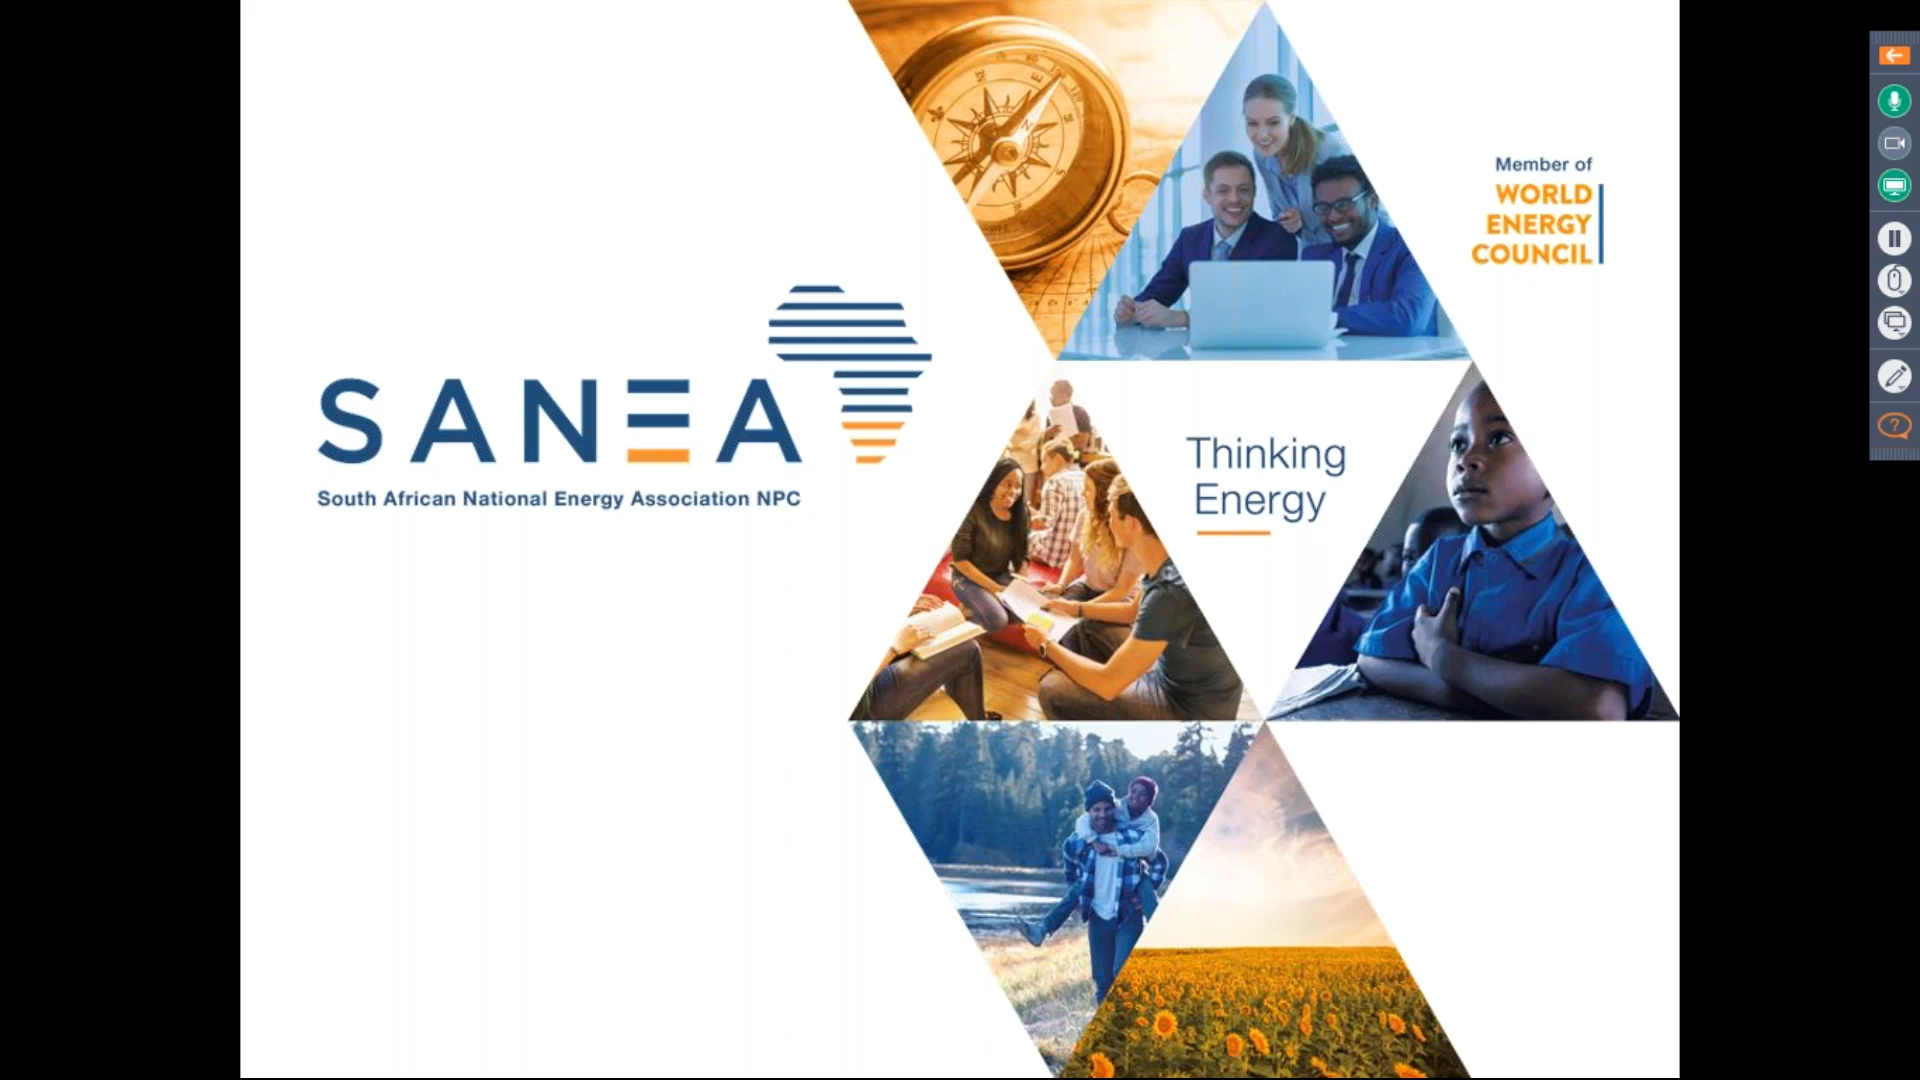 SANEA
South African National Energy Association NPC
Member of
WORLD
ENERGY
COUNCIL
Thinking
Energy